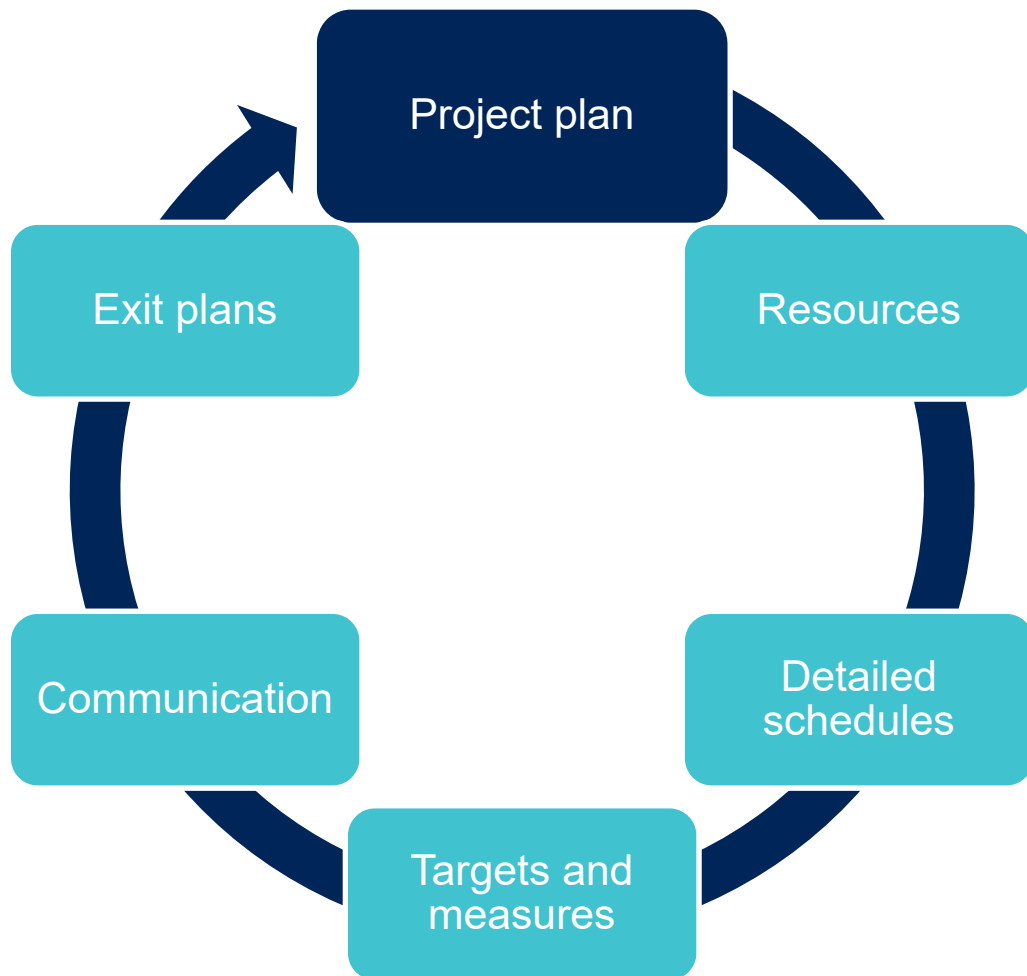 Project plan
Resources
Detailed
schedules
Targets and
measures
Communication
Exit plans